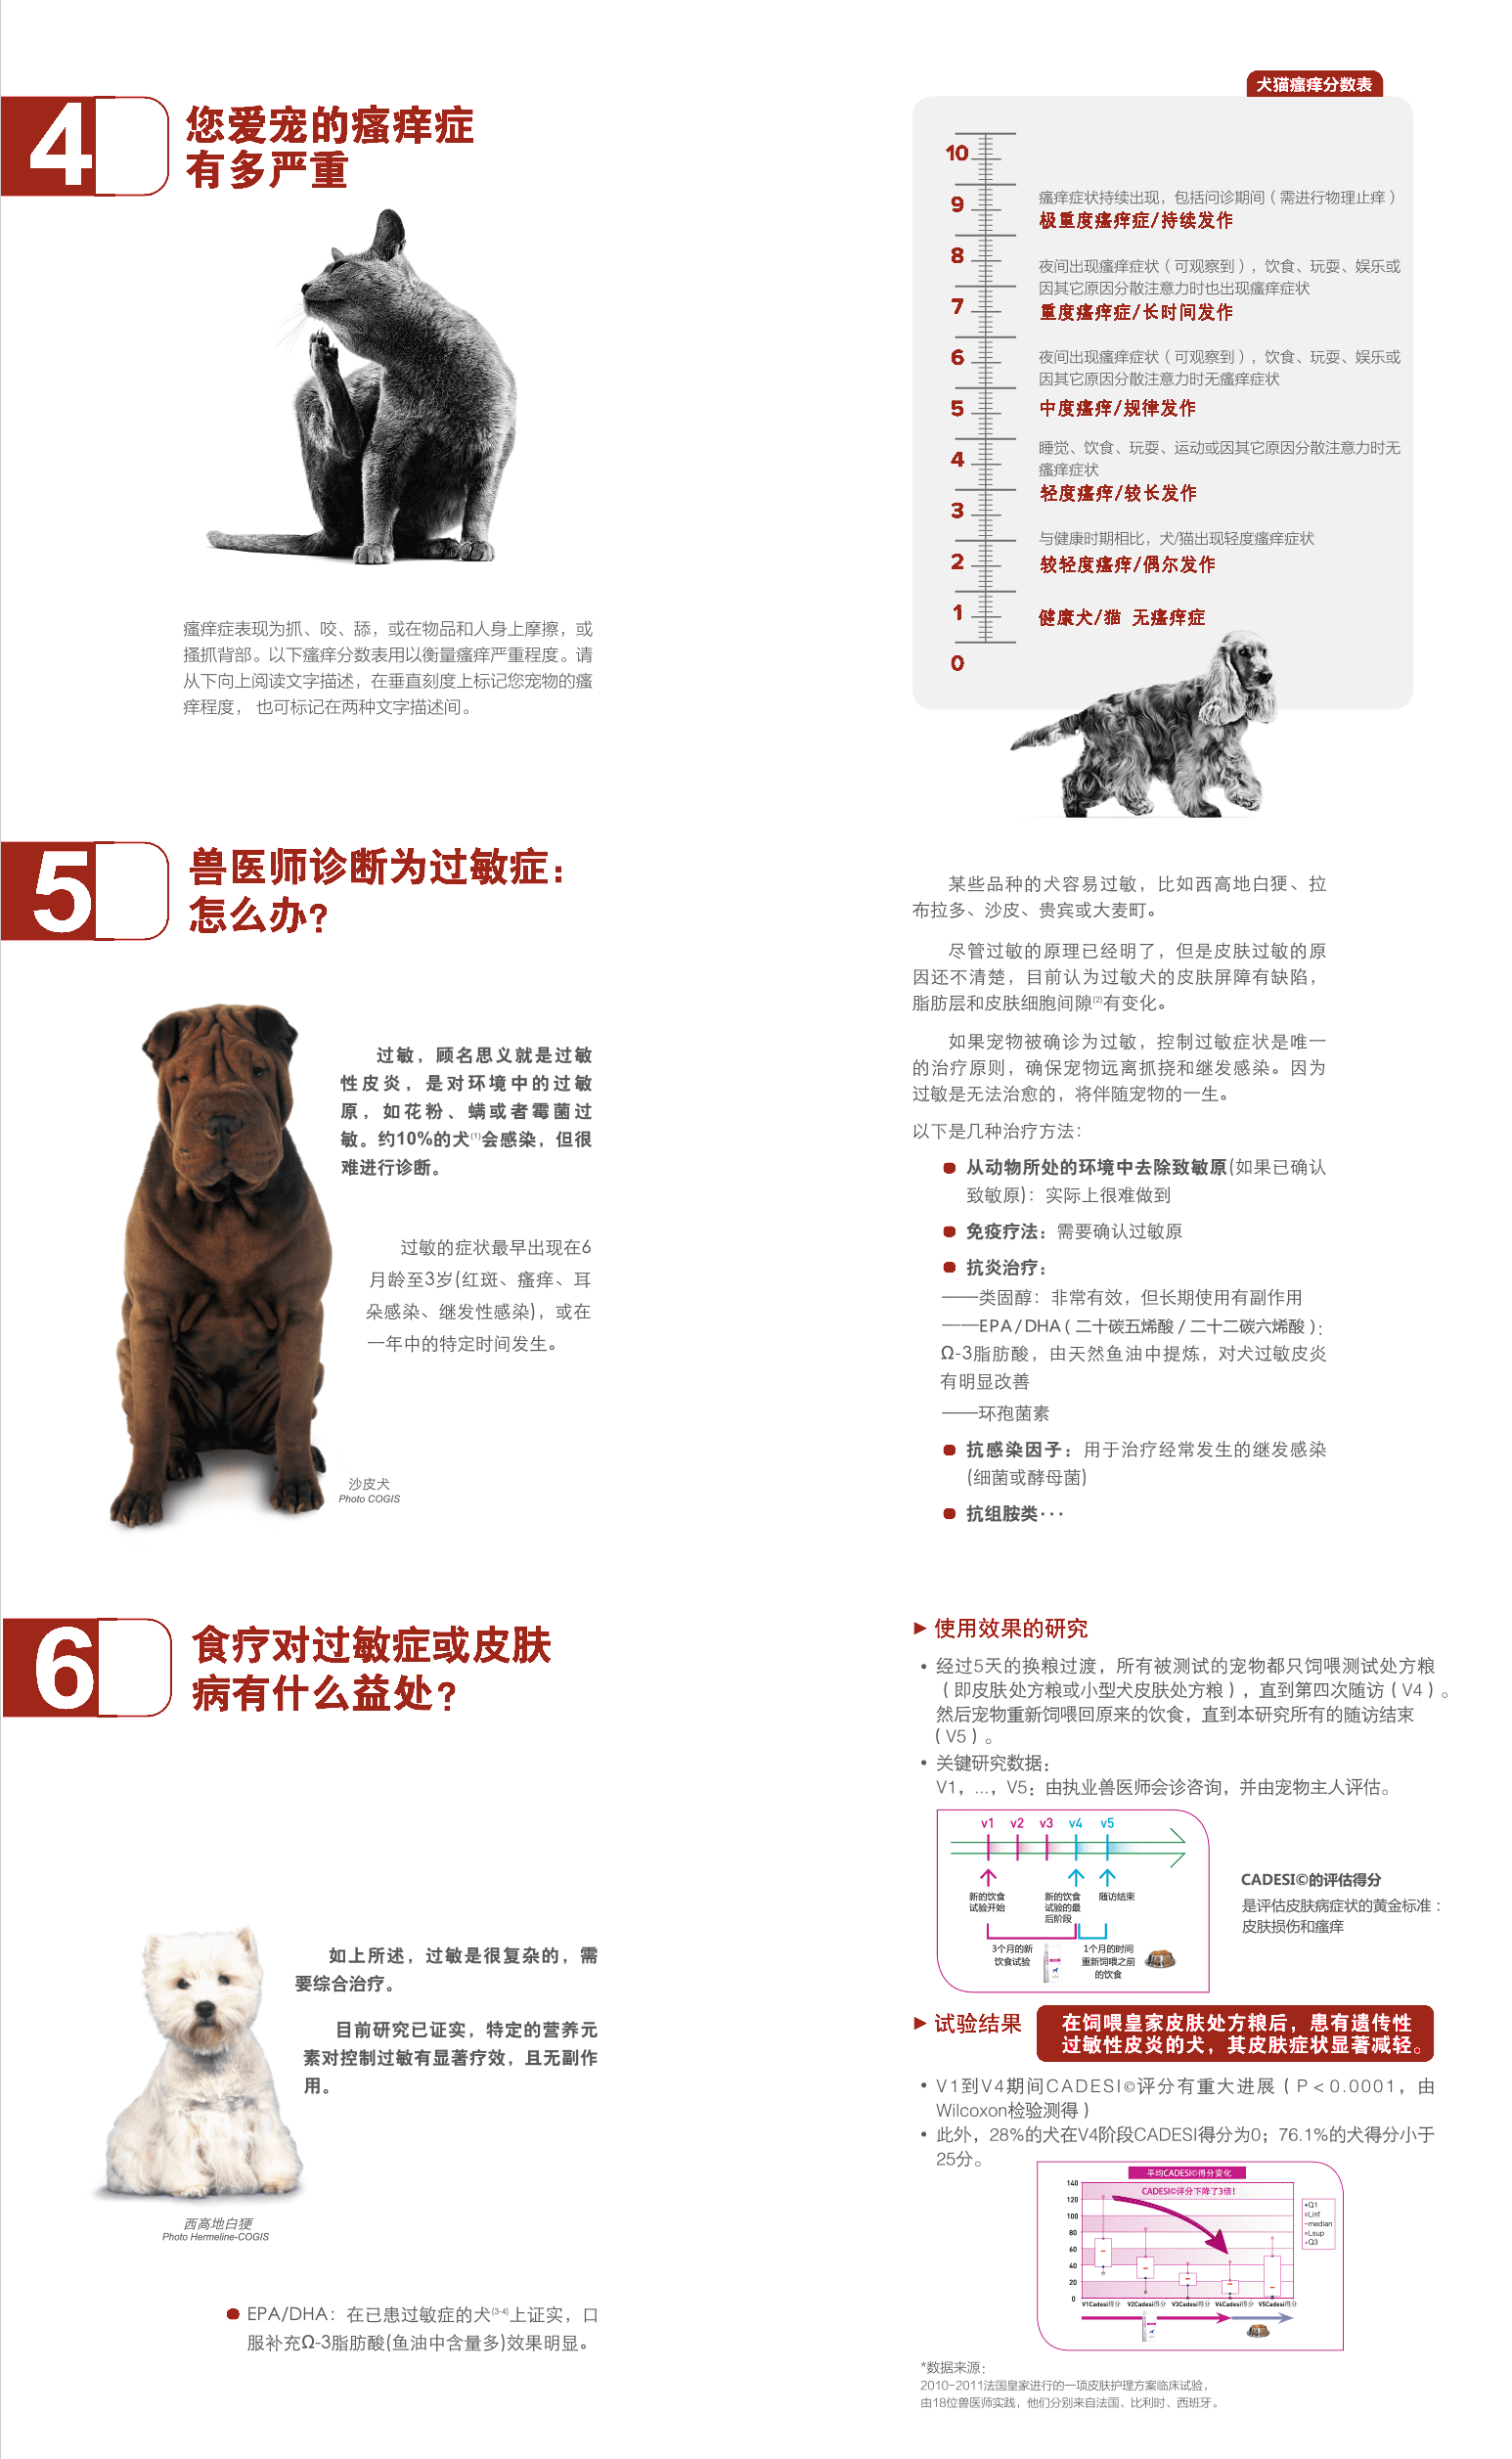 4
您爱宠的瘙痒症
有多严重
瘙痒症表现为抓、咬、舔，或在物品和人身上摩擦，或
搔抓背部。以下瘙痒分数表用以衡量瘙痒严重程度。请
从下向上阅读文字描述，在垂直刻度上标记您宠物的瘙
痒程度， 也可标记在两种文字描述间。
犬猫瘙痒分数表
10
9
瘙痒症状持续出现，包括问诊期间（需进行物理止痒）
极重度瘙痒症/持续发作
8
夜间出现瘙痒症状（可观察到），饮食、玩耍、娱乐或
因其它原因分散注意力时也出现瘙痒症状
7
重度瘙痒症/长时间发作
6
夜间出现瘙痒症状（可观察到），饮食、玩耍、娱乐或
因其它原因分散注意力时无瘙痒症状
5
中度瘙痒/规律发作
4
睡觉、饮食、玩耍、运动或因其它原因分散注意力时无
瘙痒症状
轻度瘙痒/较长发作
3
与健康时期相比，犬/猫出现轻度瘙痒症状
2
较轻度瘙痒/偶尔发作
1
健康犬/猫 无瘙痒症
0
5
兽医师诊断为过敏症：
怎么办？
过敏，顾名思义就是过敏
性皮炎，是对环境中的过敏
原，如花粉、螨或者霉菌过
敏。约10%的犬(1)会感染，但很
难进行诊断。
过敏的症状最早出现在6
月龄至3岁(红斑、瘙痒、耳
朵感染、继发性感染)，或在
一年中的特定时间发生。
沙皮犬
Photo COGIS
某些品种的犬容易过敏，比如西高地白㹴、拉
布拉多、沙皮、贵宾或大麦町。
尽管过敏的原理已经明了，但是皮肤过敏的原
因还不清楚，目前认为过敏犬的皮肤屏障有缺陷，
脂肪层和皮肤细胞间隙(2)有变化。
如果宠物被确诊为过敏，控制过敏症状是唯一
的治疗原则，确保宠物远离抓挠和继发感染。因为
过敏是无法治愈的，将伴随宠物的一生。
以下是几种治疗方法：
● 从动物所处的环境中去除致敏原(如果已确认
致敏原)：实际上很难做到
● 免疫疗法：需要确认过敏原
● 抗炎治疗：
——类固醇：非常有效，但长期使用有副作用
——EPA/DHA（二十碳五烯酸/二十二碳六烯酸）：
Ω-3脂肪酸，由天然鱼油中提炼，对犬过敏皮炎
有明显改善
——环孢菌素
● 抗感染因子：用于治疗经常发生的继发感染
(细菌或酵母菌)
● 抗组胺类···
6
食疗对过敏症或皮肤
病有什么益处？
如上所述，过敏是很复杂的，需
要综合治疗。
目前研究已证实，特定的营养元
素对控制过敏有显著疗效，且无副作
用。
西高地白㹴
Photo Hermeline-COGIS
● EPA/DHA：在已患过敏症的犬(3-4)上证实，口
服补充Ω-3脂肪酸(鱼油中含量多)效果明显。
► 使用效果的研究
• 经过5天的换粮过渡，所有被测试的宠物都只饲喂测试处方粮
（即皮肤处方粮或小型犬皮肤处方粮），直到第四次随访（V4）。
然后宠物重新饲喂回原来的饮食，直到本研究所有的随访结束
（V5）。
• 关键研究数据：
V1，...，V5：由执业兽医师会诊咨询，并由宠物主人评估。
v1 v2 v3 v4 v5
新的饮食
试验开始
新的饮食
试验的最
后阶段
随访结束
3个月的新
饮食试验
1个月的时间
重新饲喂之前
的饮食
CADESI©的评估得分
是评估皮肤病症状的黄金标准：
皮肤损伤和瘙痒
► 试验结果
在饲喂皇家皮肤处方粮后，患有遗传性
过敏性皮炎的犬，其皮肤症状显著减轻。
• V1到V4期间CADESI©评分有重大进展（P＜0.0001，由
Wilcoxon检验测得）
• 此外，28%的犬在V4阶段CADESI得分为0；76.1%的犬得分小于
25分。
平均CADESI©得分变化
CADESI©评分下降了3倍！
140
120
100
80
60
40
20
0
Q1
Linf
median
Lsup
Q3
V1Cadesi得分 V2Cadesi得分 V3Cadesi得分 V4Cadesi得分 V5Cadesi得分
*数据来源：
2010-2011法国皇家进行的一项皮肤护理方案临床试验，
由18位兽医师实践，他们分别来自法国、比利时、西班牙。